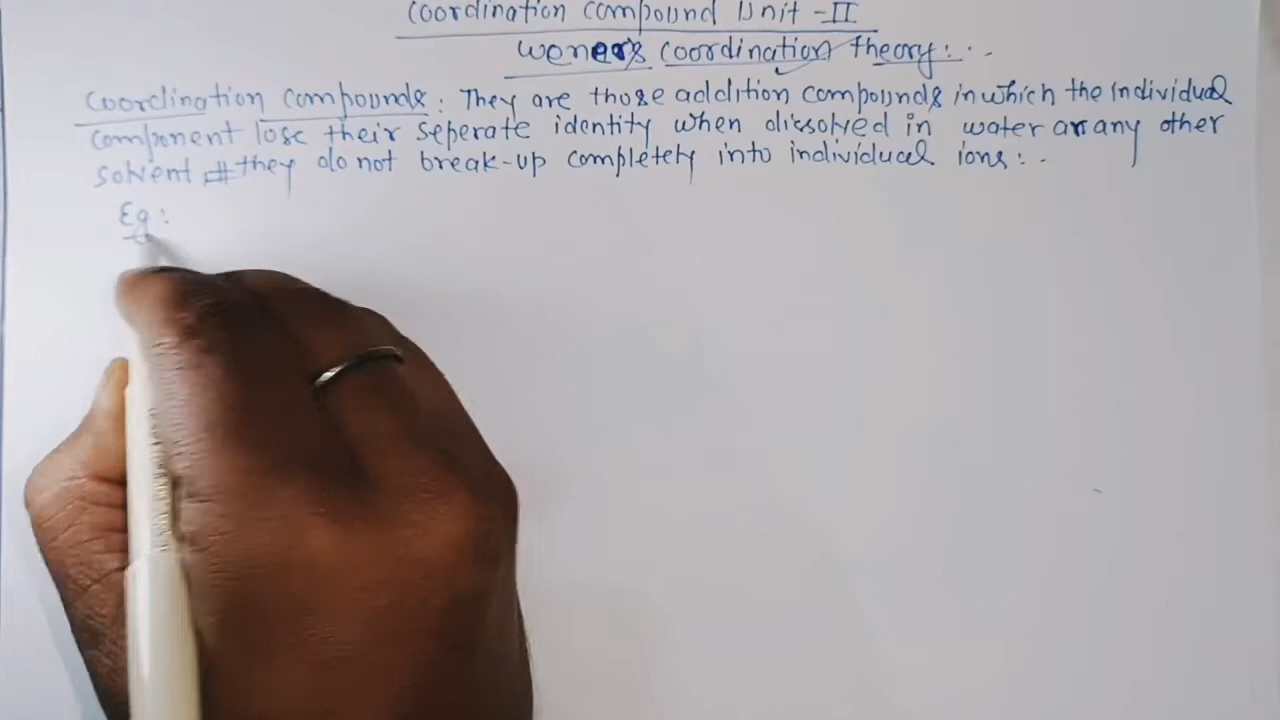 Coordination Compound Unit - II
Weners coordination theory: . .
Coordination compounds: They are those addition compounds in which the individual
component lose their seperate identity when dissolved in water or any other
solvent they do not break-up completely into individual ions: .
Eg: